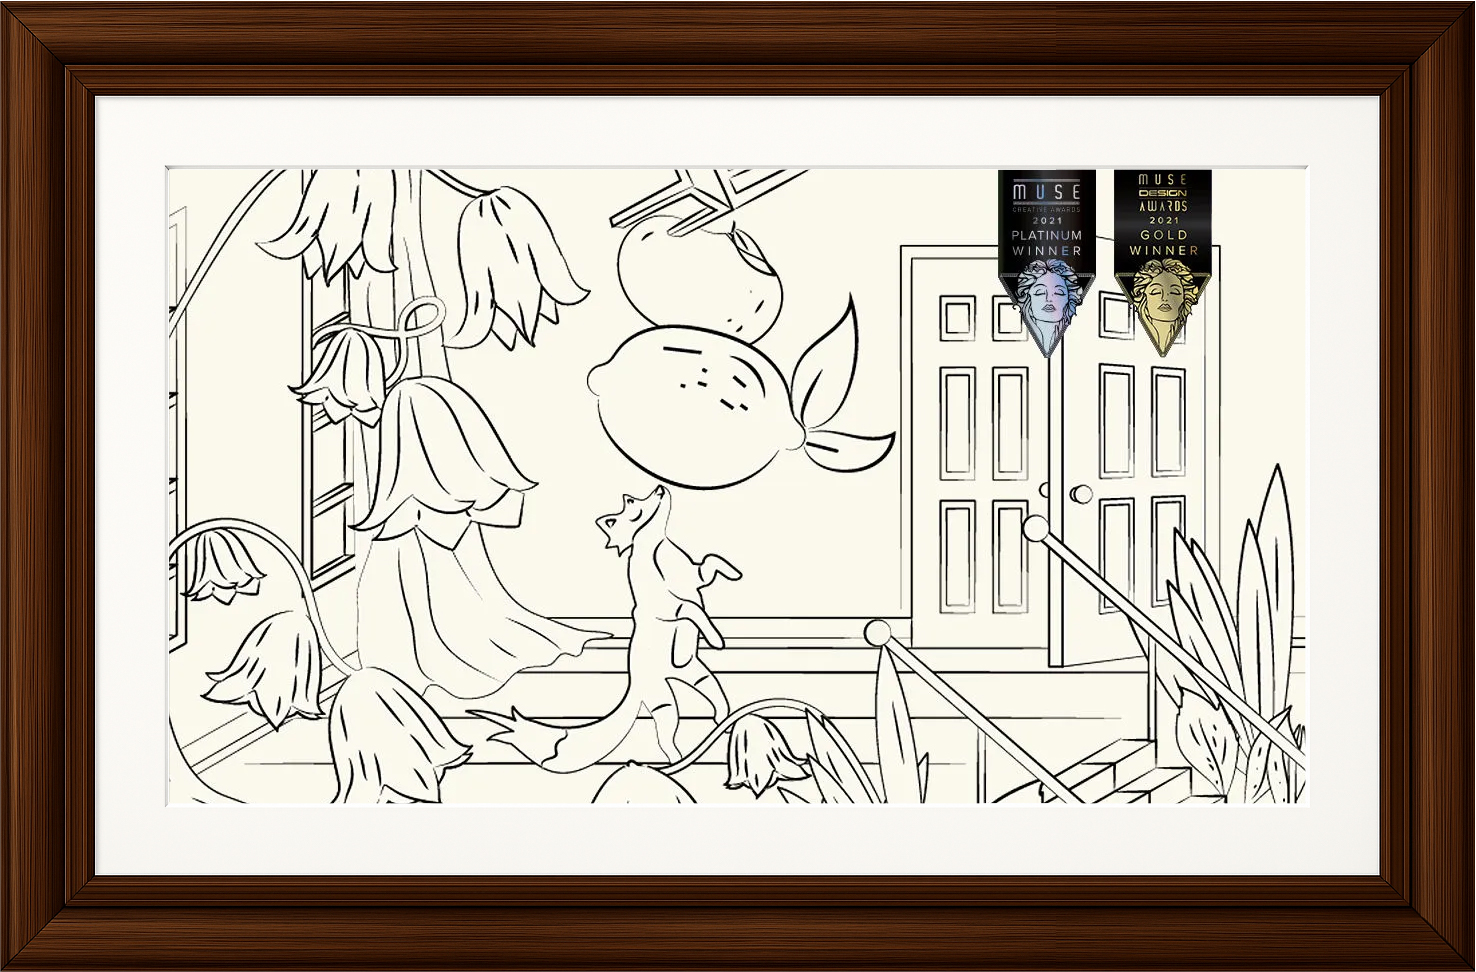 MUSE
CREATIVE AWARDS
2021
PLATINUM
WINNER
MUSE
DESIGN
AWARDS
2021
GOLD
WINNER